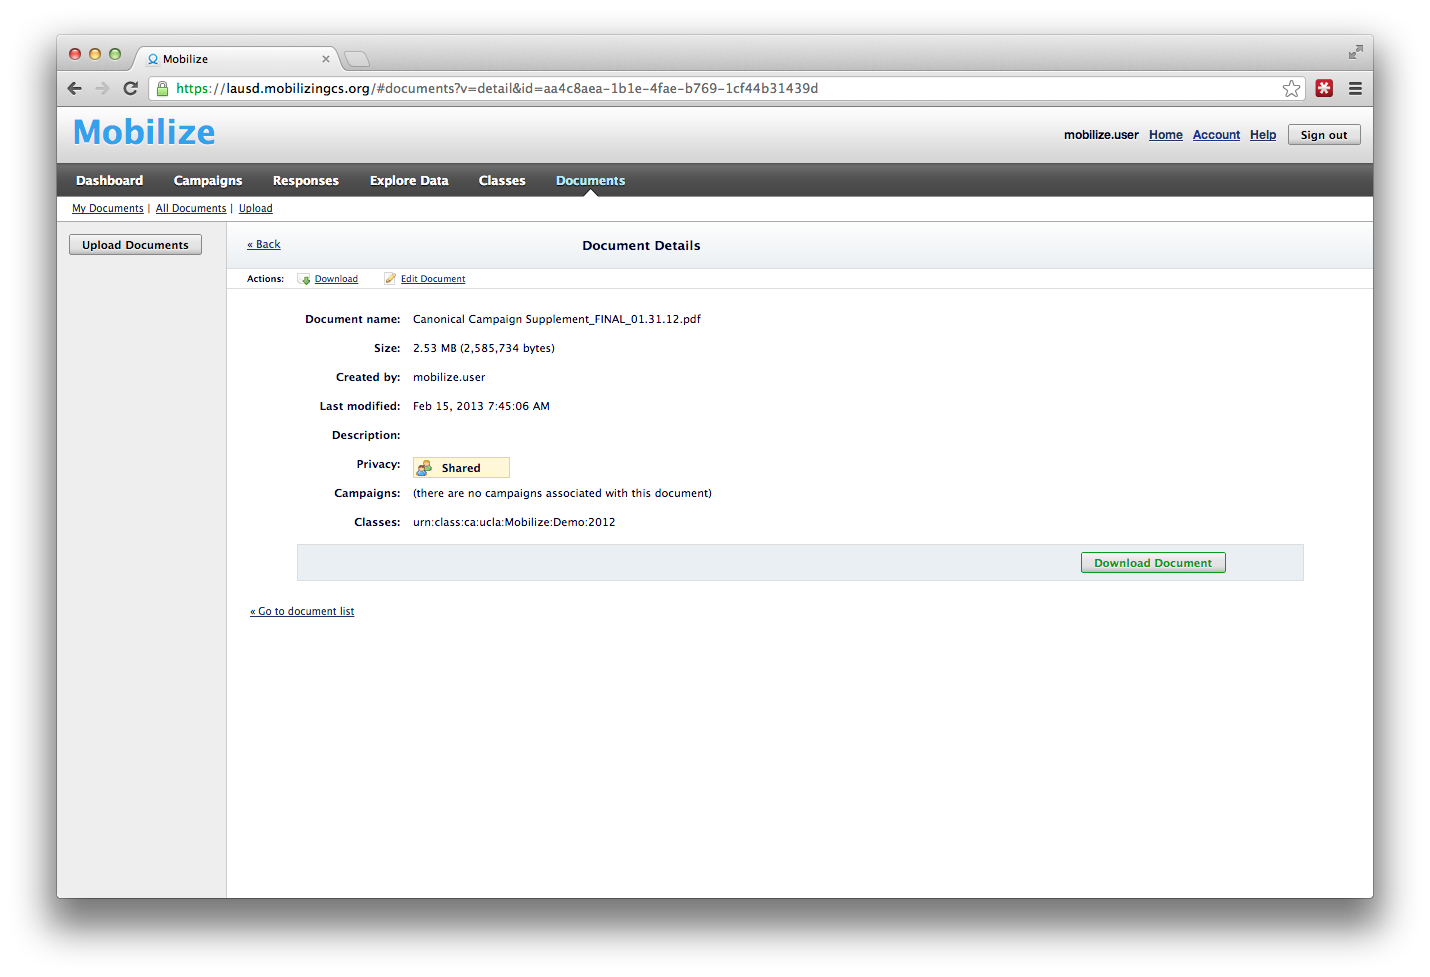 Mobilize
https://lausd.mobilizingcs.org/#documents?v=detail&id=aa4c8aea-1b1e-4fae-b769-1cf44b31439d
Mobilize
mobilize.user Home Account Help Sign out
Dashboard Campaigns Responses Explore Data Classes Documents
My Documents | All Documents | Upload
Upload Documents
« Back
Document Details
Actions: Download Edit Document
Document name: Canonical Campaign Supplement_FINAL_01.31.12.pdf
Size: 2.53 MB (2,585,734 bytes)
Created by: mobilize.user
Last modified: Feb 15, 2013 7:45:06 AM
Description:
Privacy: Shared
Campaigns: (there are no campaigns associated with this document)
Classes: urn:class:ca:ucla:Mobilize:Demo:2012
Download Document
« Go to document list